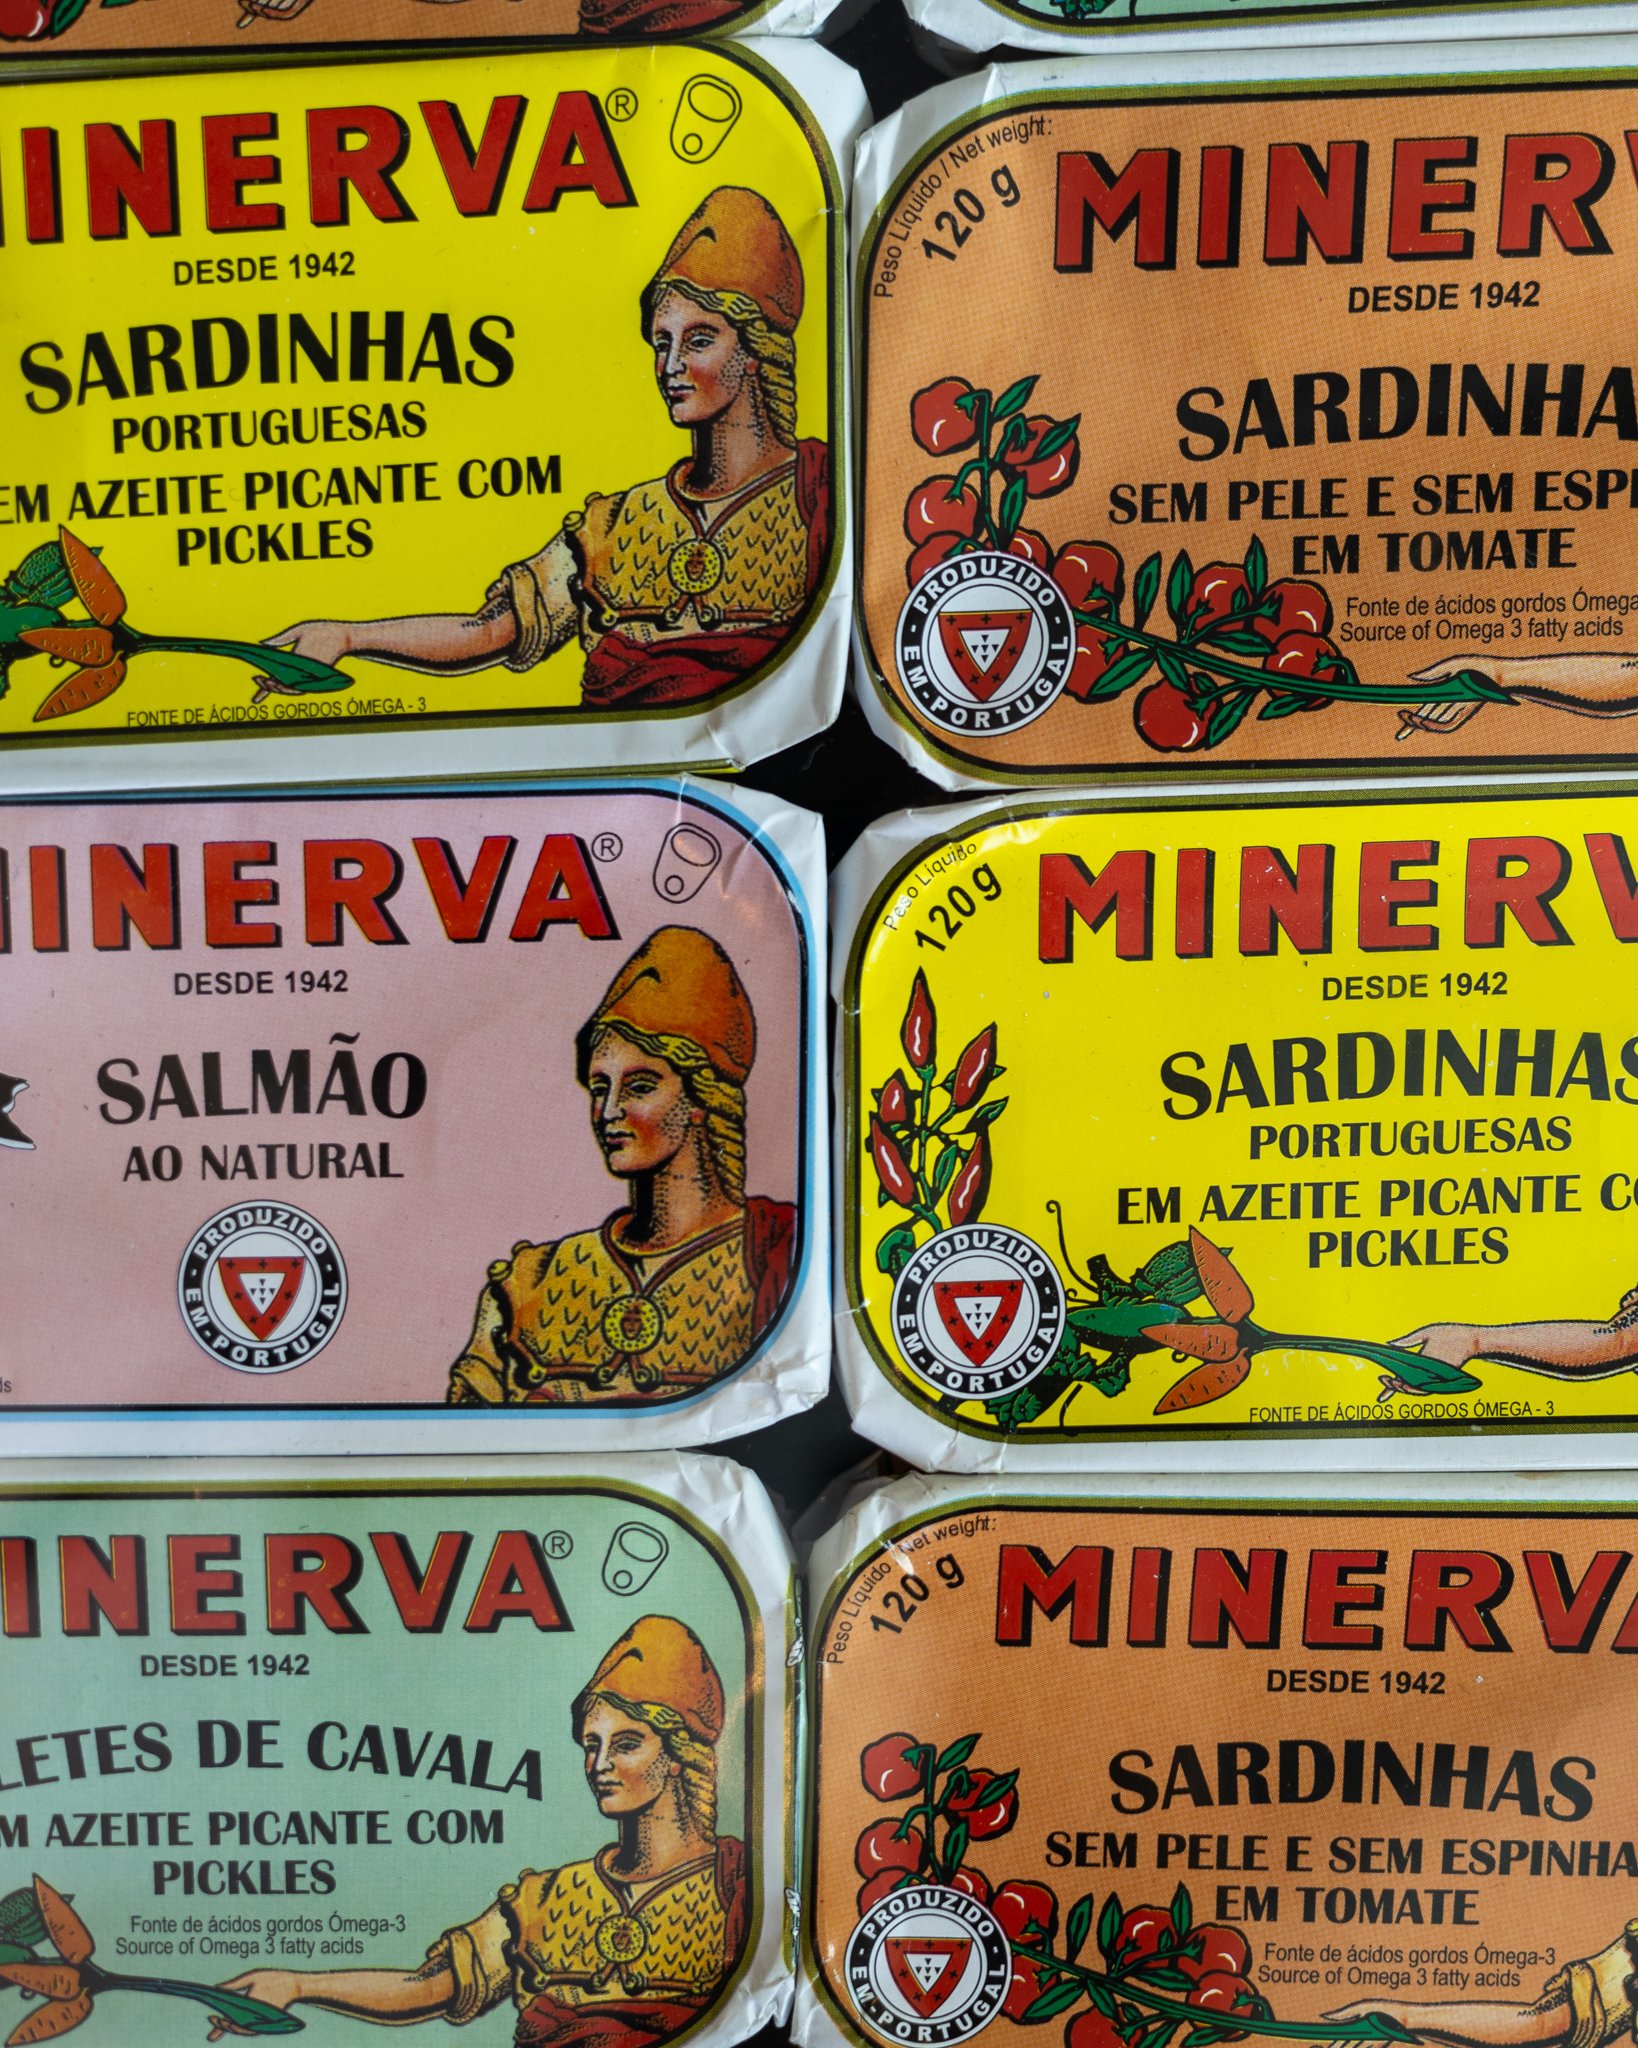 MINERVA®
DESDE 1942
SARDINHAS
PORTUGUESAS
EM AZEITE PICANTE COM
PICKLES
FONTE DE ÁCIDOS GORDOS ÓMEGA - 3
Peso Líquido / Net weight:
120 g
MINERV
DESDE 1942
SARDINHA
SEM PELE E SEM ESPI
EM TOMATE
Fonte de ácidos gordos Ómega
Source of Omega 3 fatty acids
PRODUZIDO
EM-PORTUGAL
MINERVA®
DESDE 1942
SALMÃO
AO NATURAL
PRODUZIDO
EM-PORTUGAL
ds
Peso Líquido
120g
MINERV
DESDE 1942
SARDINHAS
PORTUGUESAS
EM AZEITE PICANTE CO
PICKLES
PRODUZIDO
EM-PORTUGAL
FONTE DE ÁCIDOS GORDOS ÓMEGA - 3
INERVA®
DESDE 1942
LETES DE CAVALA
EM AZEITE PICANTE COM
PICKLES
Fonte de ácidos gordos Ómega-3
Source of Omega 3 fatty acids
Peso Líquido Net weight:
120 g
MINERVA
DESDE 1942
SARDINHAS
SEM PELE E SEM ESPINHA
EM TOMATE
Fonte de ácidos gordos Ómega-3
Source of Omega 3 fatty acids
PRODUZIDO
EM-PORTUGAL